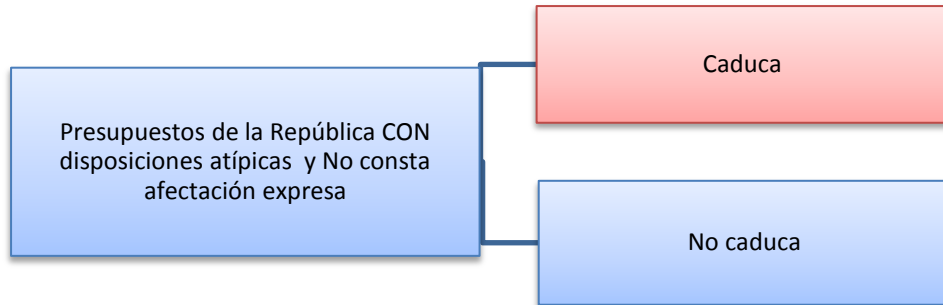 Presupuestos de la República CON
disposiciones atípicas y No consta
afectación expresa
Caduca
No caduca